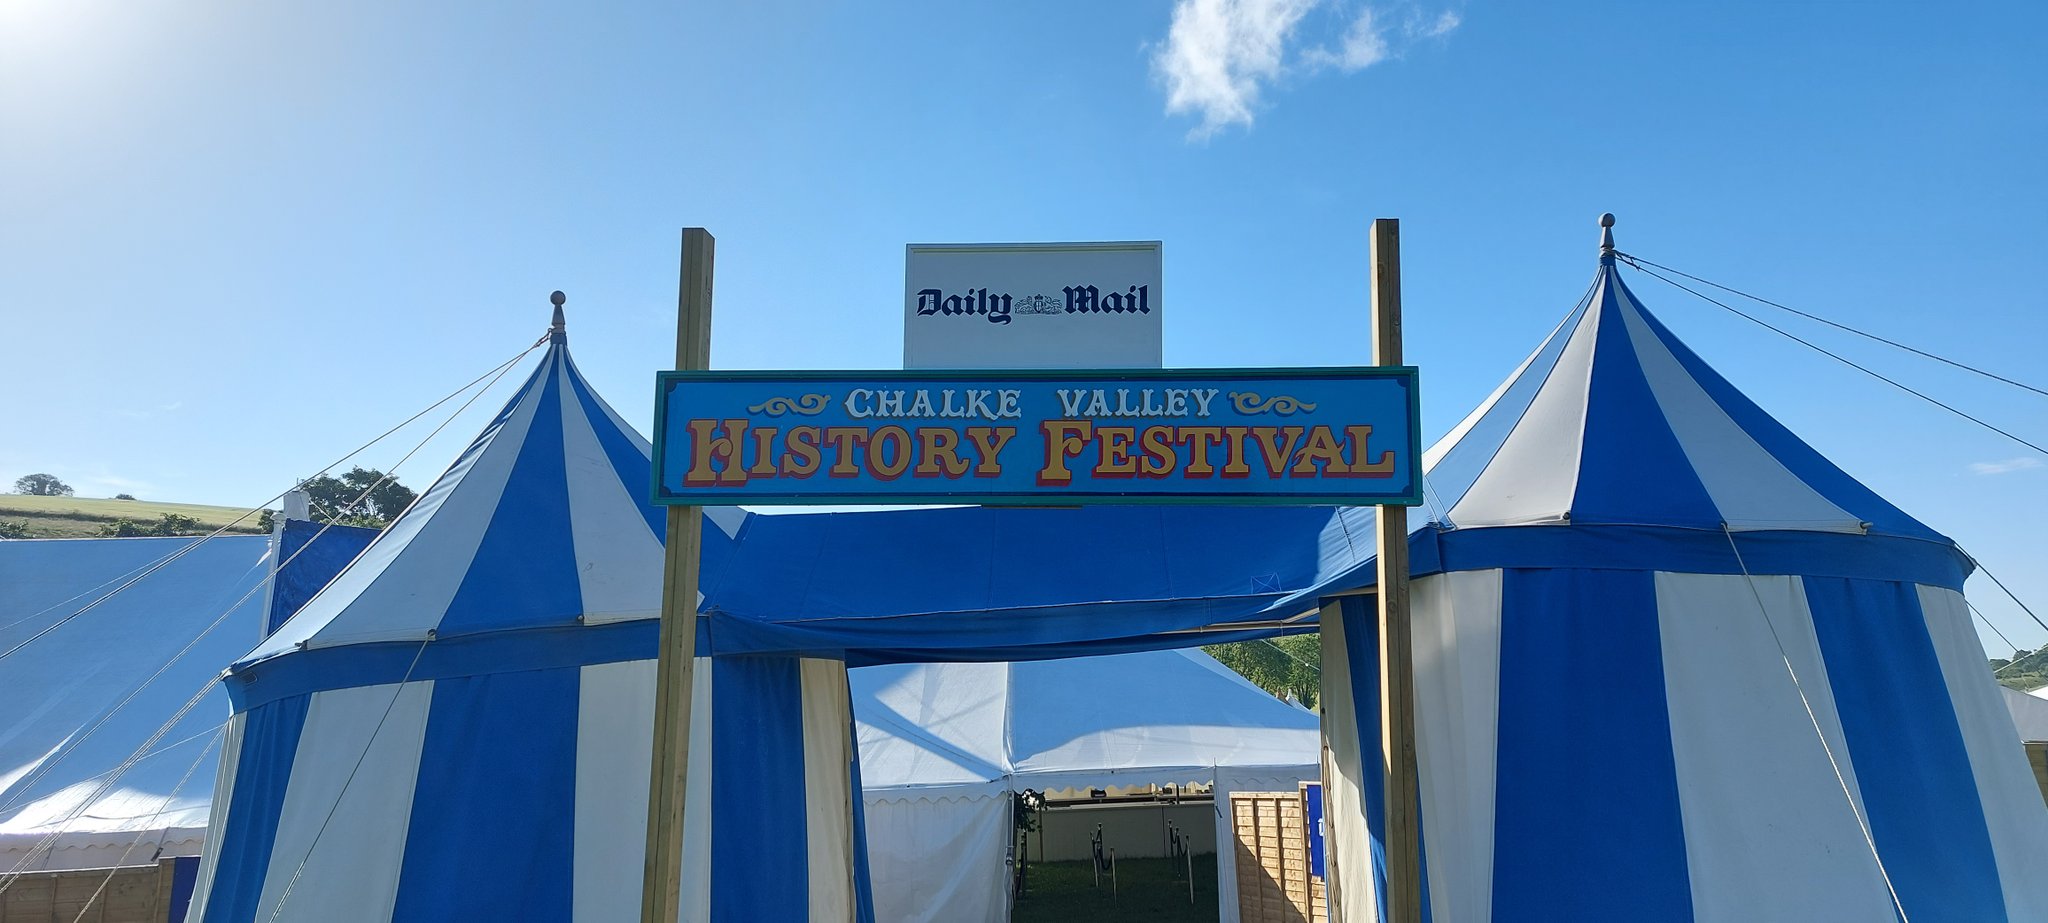 Daily Mail
CHALKE VALLEY
HISTORY FESTIVAL